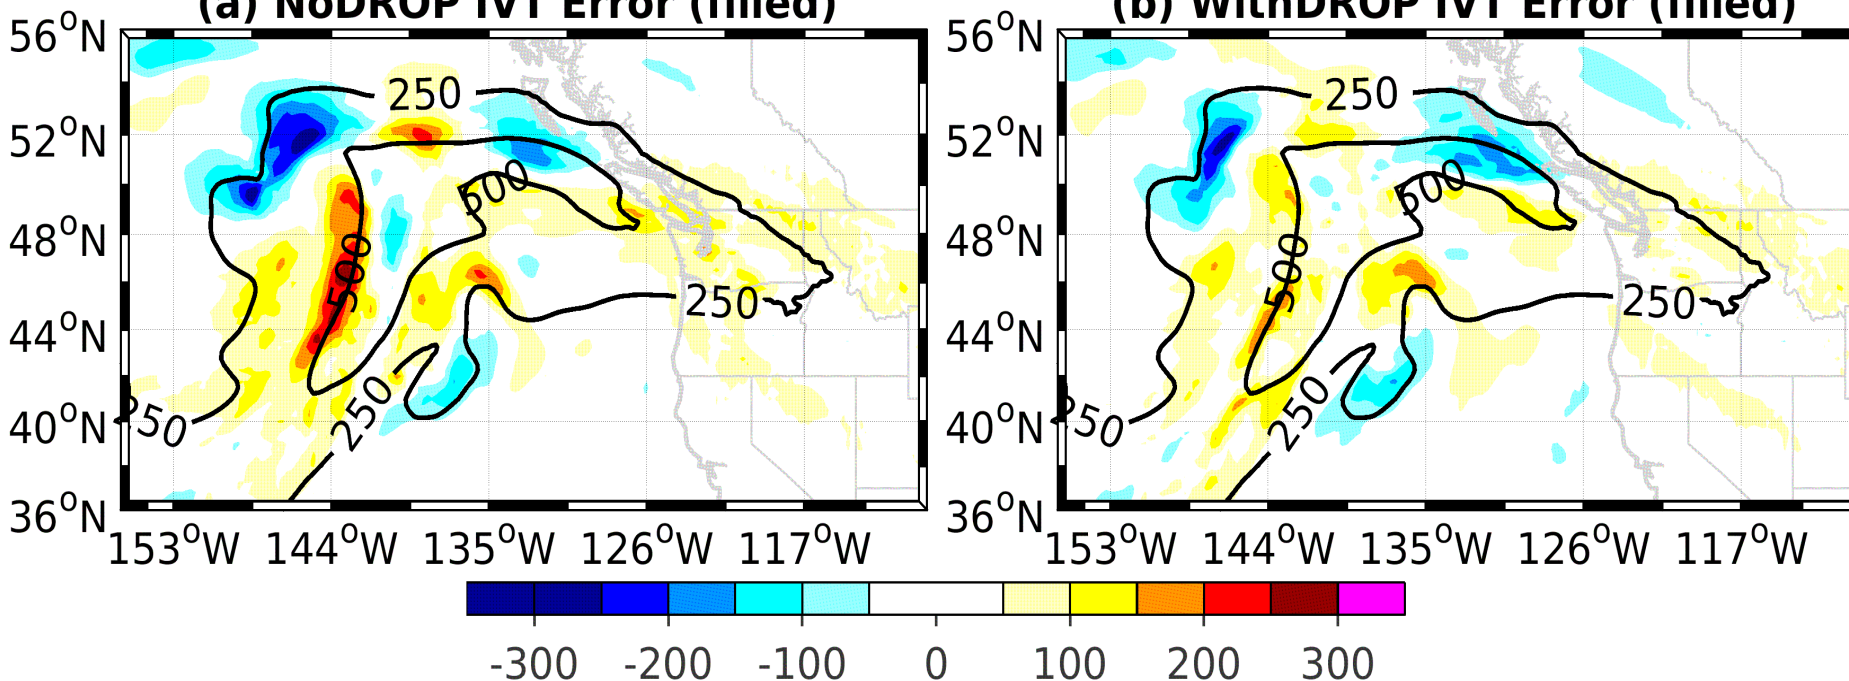 (a) NoDROP IVT Error (filled)
56°N
52°N
48°N
44°N
40°N
36°N
250
500
500
250
250
250
153°W 144°W 135°W 126°W 117°W
(b) WithDROP IVT Error (filled)
56°N
52°N
48°N
44°N
40°N
36°N
250
500
500
250
250
250
153°W 144°W 135°W 126°W 117°W
-300 -200 -100 0 100 200 300